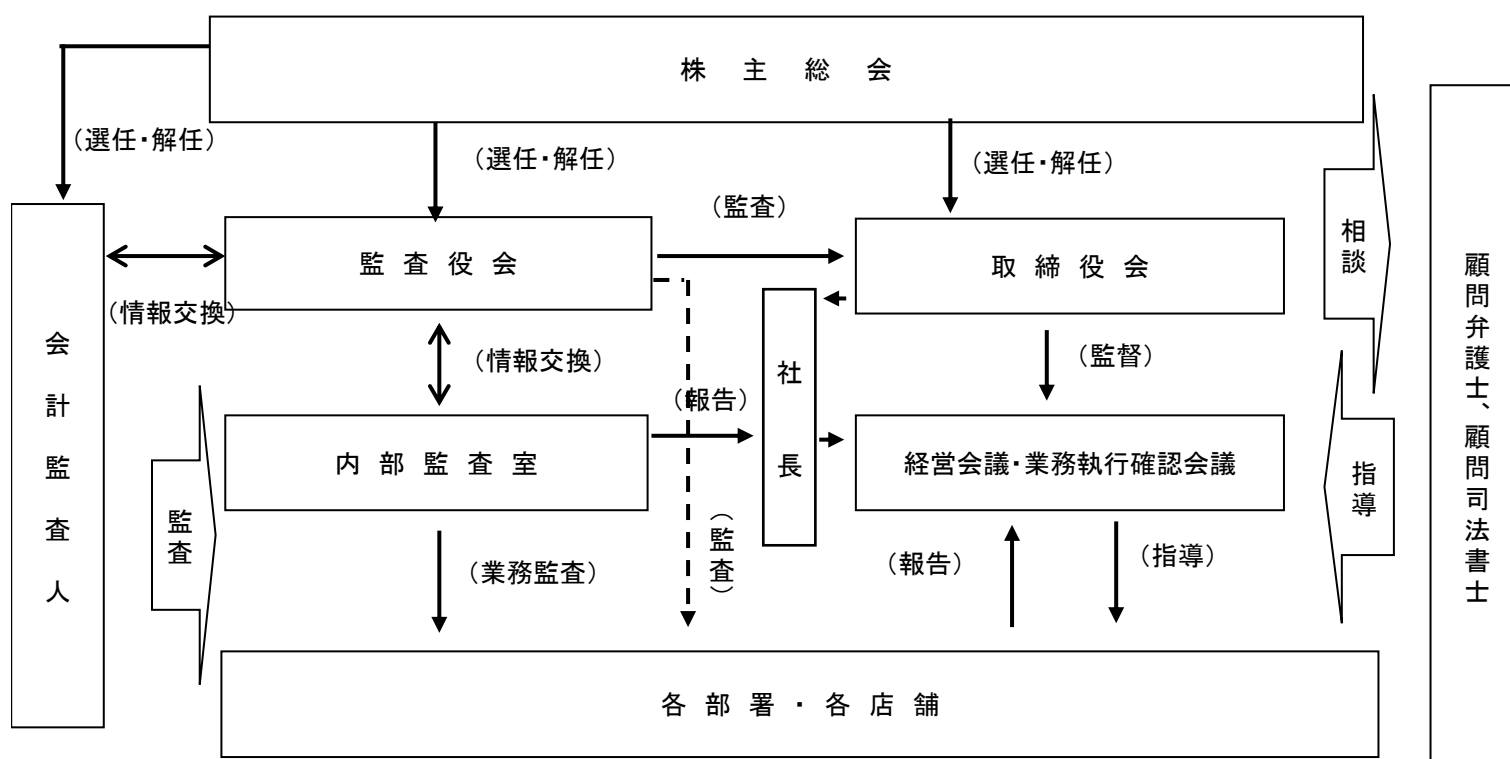 株主総会
（選任・解任）
（選任・解任）
（選任・解任）
（監査）
監査役会
取締役会
相談
（情報交換）
会計監査人
（情報交換）
社長
（監督）
（報告）
内部監査室
経営会議・業務執行確認会議
指導
監査
（監査）
（業務監査）
（報告）
（指導）
各部署・各店舗
顧問弁護士、顧問司法書士